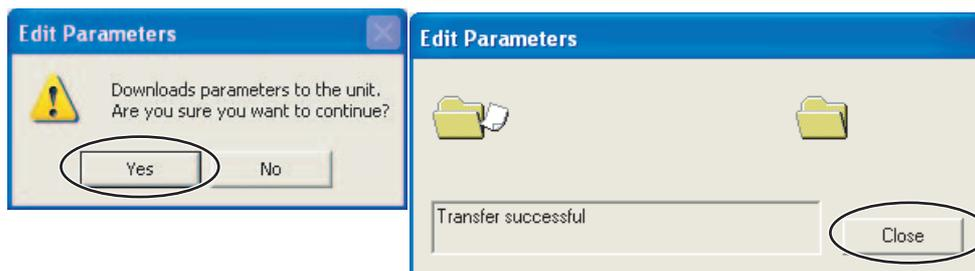 Edit Parameters
Downloads parameters to the unit.
Are you sure you want to continue?
Yes
No
Edit Parameters
Transfer successful
Close